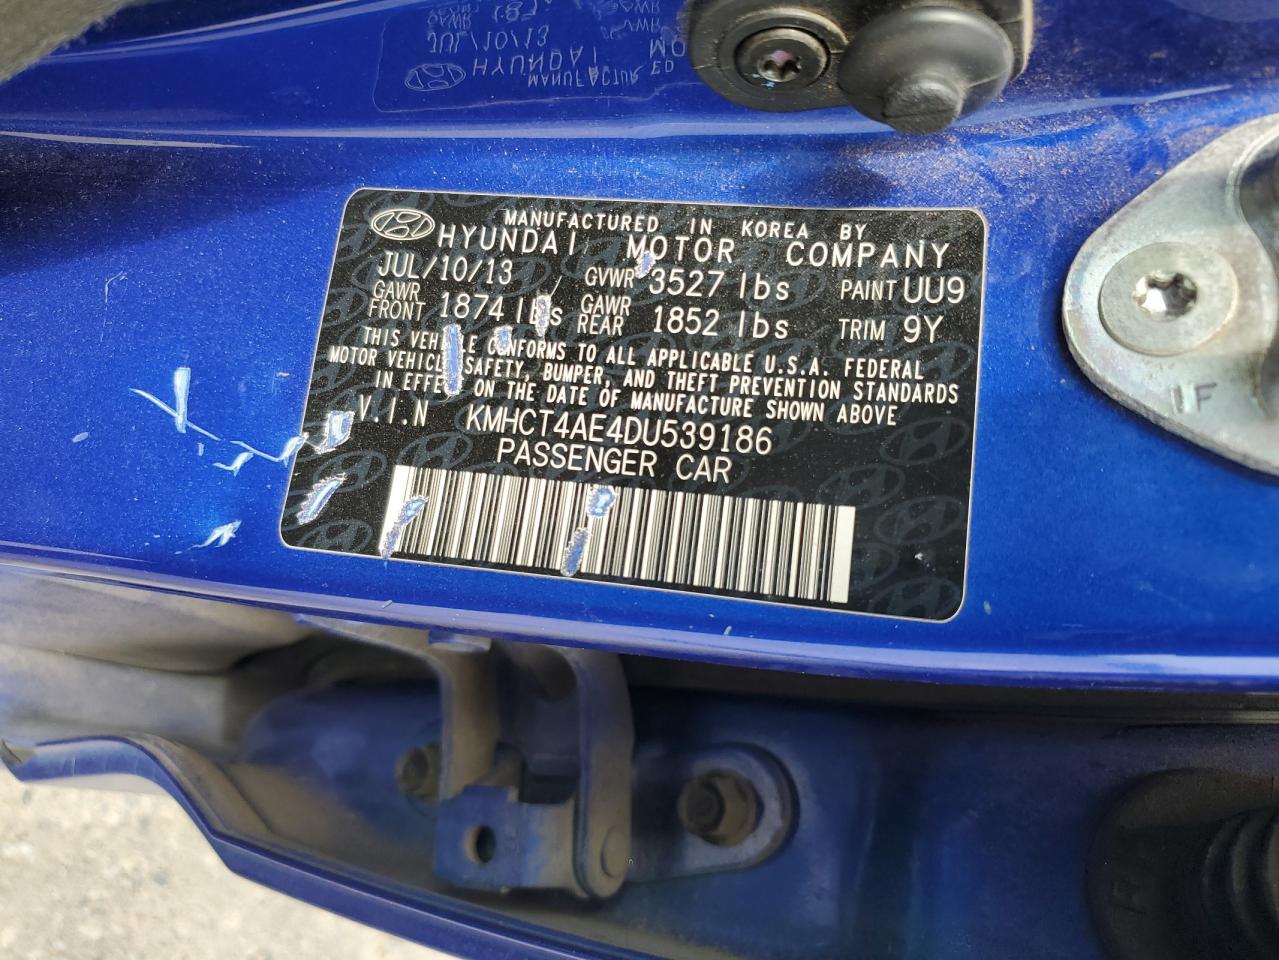 MANUFACTURED IN KOREA BY
HYUNDAI MOTOR COMPANY
JUL/10/13 GVWR 3527 lbs PAINT UU9
GAWR FRONT 1874 lbs GAWR REAR 1852 lbs TRIM 9Y
THIS VEHICLE CONFORMS TO ALL APPLICABLE U.S.A. FEDERAL
MOTOR VEHICLE SAFETY, BUMPER, AND THEFT PREVENTION STANDARDS
IN EFFECT ON THE DATE OF MANUFACTURE SHOWN ABOVE
V.I.N KMHCT4AE4DU539186
PASSENGER CAR